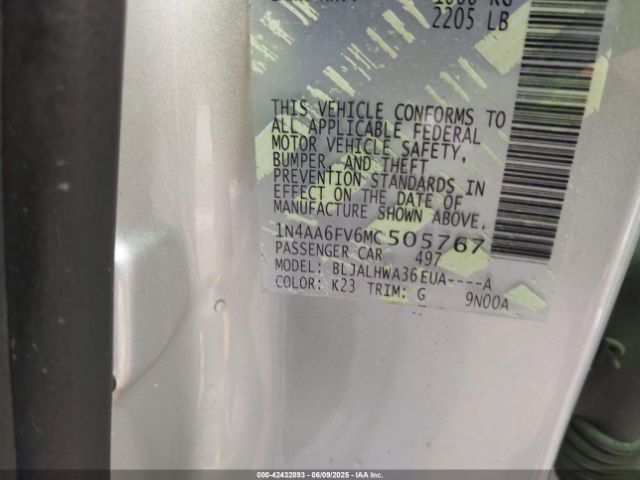 2205 LB
THIS VEHICLE CONFORMS TO
ALL APPLICABLE FEDERAL
MOTOR VEHICLE SAFETY,
BUMPER, AND THEFT
PREVENTION STANDARDS IN
EFFECT ON THE DATE OF
MANUFACTURE SHOWN ABOVE.
1N4AA6FV6MC505767
PASSENGER CAR 497
MODEL: BLJALHWA36EUA----A
COLOR: K23 TRIM: G 9N00A
000-42432893 - 06/09/2025 - IAA, Inc.